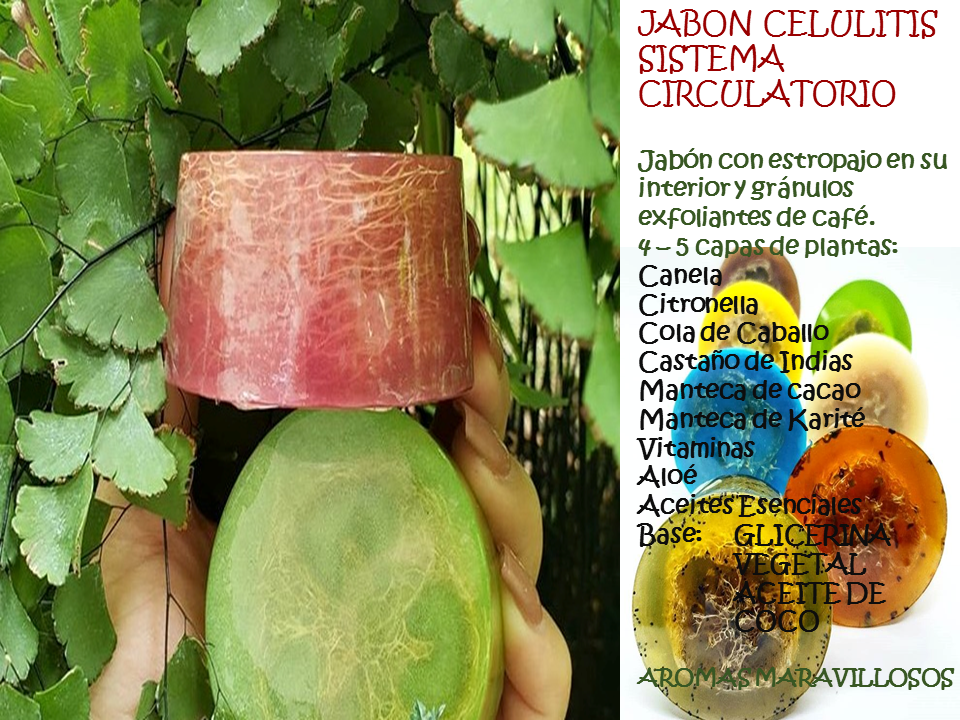 JABON CELULITIS
SISTEMA
CIRCULATORIO
Jabón con estropajo en su
interior y gránulos
exfoliantes de café.
4 – 5 capas de plantas:
Canela
Citronella
Cola de Caballo
Castaño de Indias
Manteca de cacao
Manteca de Karité
Vitaminas
Aloé
Aceites Esenciales
Base: GLICERINA
VEGETAL
ACEITE DE
COCO
AROMAS MARAVILLOSOS